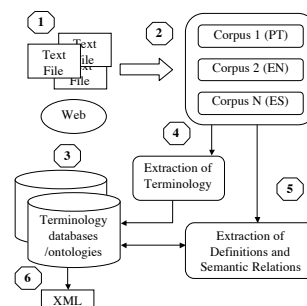 1
Text
File
Text
File
Text
File
Web
2
Corpus 1 (PT)
Corpus 2 (EN)
Corpus N (ES)
4
Extraction of
Terminology
3
Terminology
databases
/ontologies
5
Extraction of
Definitions and
Semantic Relations
6
XML